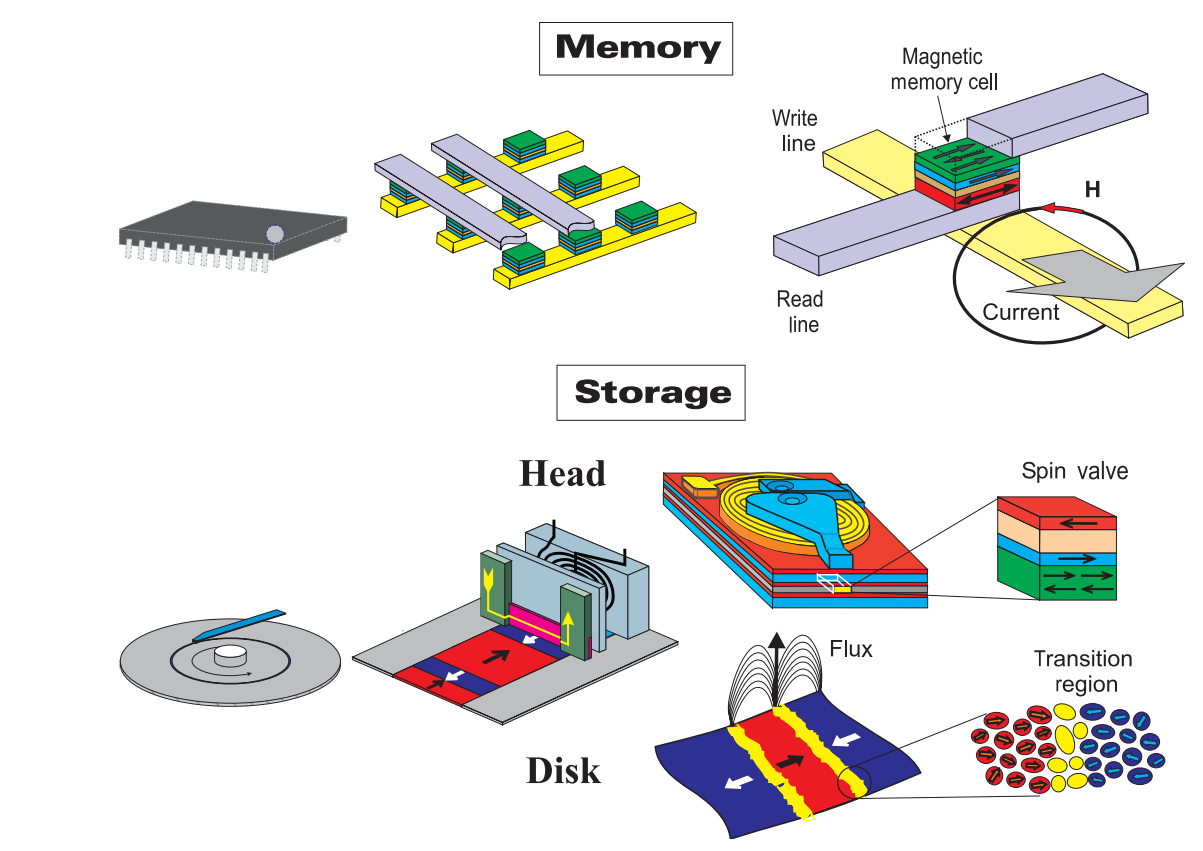 Memory
Magnetic
memory cell
Write
line
H
Read
line
Current
Storage
Head
Spin valve
Flux
Transition
region
Disk